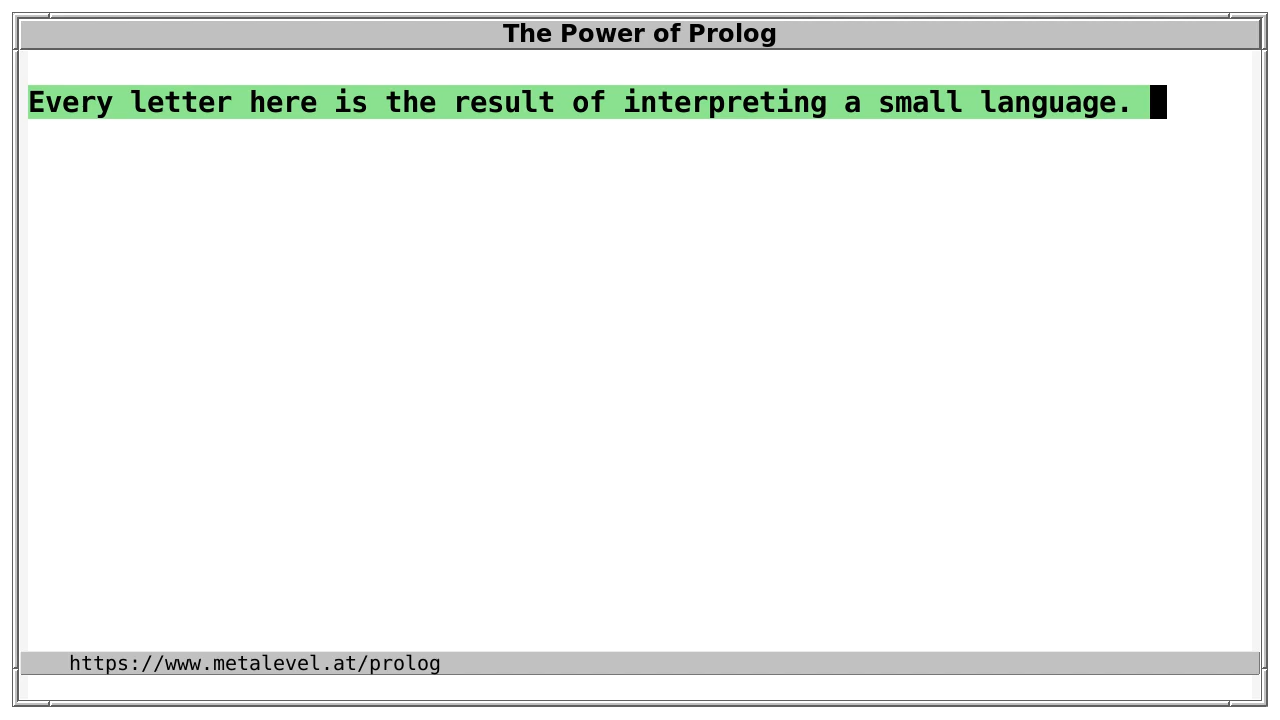 The Power of Prolog
Every letter here is the result of interpreting a small language.
https://www.metalevel.at/prolog